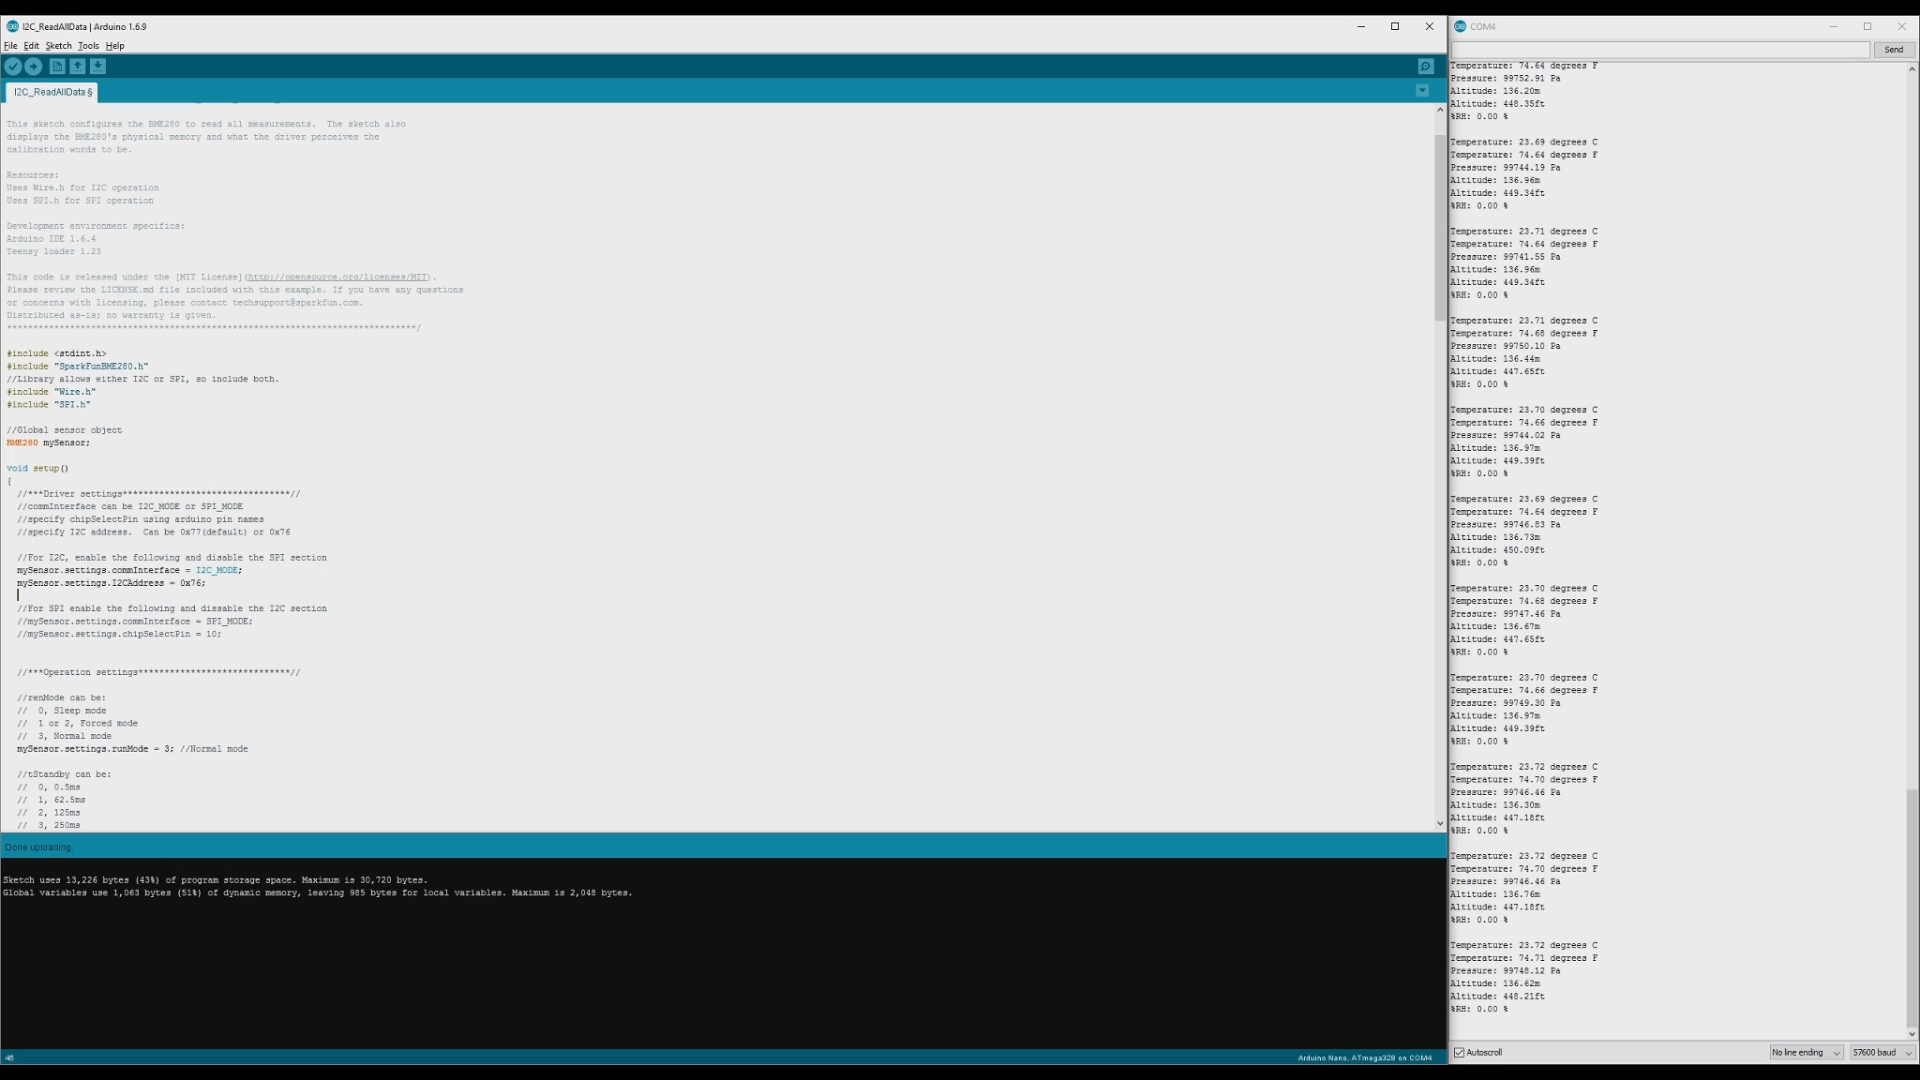 I2C_ReadAllData | Arduino 1.6.9
File Edit Sketch Tools Help
I2C_ReadAllData §
This sketch configures the BME280 to read all measurements.  The sketch also
displays the BME280's physical memory and what the driver perceives the
calibration words to be.
Resources:
Uses Wire.h for I2C operation
Uses SPI.h for SPI operation
Development environment specifics:
Arduino IDE 1.6.4
Teensy loader 1.23
This code is released under the [MIT License](http://opensource.org/licenses/MIT).
Please review the LICENSE.md file included with this example. If you have any questions
or concerns with licensing, please contact techsupport@sparkfun.com.
Distributed as-is; no warranty is given.
******************************************************************************/
#include <stdint.h>
#include "SparkFunBME280.h"
//Library allows either I2C or SPI, so include both.
#include "Wire.h"
#include "SPI.h"
//Global sensor object
BME280 mySensor;
void setup()
{
//***Driver settings********************************//
//commInterface can be I2C_MODE or SPI_MODE
//specify chipSelectPin using arduino pin names
//specify I2C address.  Can be 0x77(default) or 0x76
//For I2C, enable the following and disable the SPI section
mySensor.settings.commInterface = I2C_MODE;
mySensor.settings.I2CAddress = 0x76;
//For SPI enable the following and dissable the I2C section
//mySensor.settings.commInterface = SPI_MODE;
//mySensor.settings.chipSelectPin = 10;
//***Operation settings*****************************//
//renMode can be:
//  0, Sleep mode
//  1 or 2, Forced mode
//  3, Normal mode
mySensor.settings.runMode = 3; //Normal mode
//tStandby can be:
//  0, 0.5ms
//  1, 62.5ms
//  2, 125ms
//  3, 250ms
Done uploading.
Sketch uses 13,226 bytes (43%) of program storage space. Maximum is 30,720 bytes.
Global variables use 1,063 bytes (51%) of dynamic memory, leaving 985 bytes for local variables. Maximum is 2,048 bytes.
46
Arduino Nano, ATmega328 on COM4
COM4
Send
Temperature: 74.64 degrees F
Pressure: 99752.91 Pa
Altitude: 136.20m
Altitude: 448.35ft
%RH: 0.00 %
Temperature: 23.69 degrees C
Temperature: 74.64 degrees F
Pressure: 99744.19 Pa
Altitude: 136.96m
Altitude: 449.34ft
%RH: 0.00 %
Temperature: 23.71 degrees C
Temperature: 74.64 degrees F
Pressure: 99741.55 Pa
Altitude: 136.96m
Altitude: 449.34ft
%RH: 0.00 %
Temperature: 23.71 degrees C
Temperature: 74.68 degrees F
Pressure: 99750.10 Pa
Altitude: 136.44m
Altitude: 447.65ft
%RH: 0.00 %
Temperature: 23.70 degrees C
Temperature: 74.66 degrees F
Pressure: 99744.02 Pa
Altitude: 136.97m
Altitude: 449.39ft
%RH: 0.00 %
Temperature: 23.69 degrees C
Temperature: 74.64 degrees F
Pressure: 99746.83 Pa
Altitude: 136.73m
Altitude: 450.09ft
%RH: 0.00 %
Temperature: 23.70 degrees C
Temperature: 74.68 degrees F
Pressure: 99747.46 Pa
Altitude: 136.67m
Altitude: 447.65ft
%RH: 0.00 %
Temperature: 23.70 degrees C
Temperature: 74.66 degrees F
Pressure: 99749.30 Pa
Altitude: 136.97m
Altitude: 449.39ft
%RH: 0.00 %
Temperature: 23.72 degrees C
Temperature: 74.70 degrees F
Pressure: 99746.46 Pa
Altitude: 136.30m
Altitude: 447.18ft
%RH: 0.00 %
Temperature: 23.72 degrees C
Temperature: 74.70 degrees F
Pressure: 99746.46 Pa
Altitude: 136.76m
Altitude: 447.18ft
%RH: 0.00 %
Temperature: 23.72 degrees C
Temperature: 74.71 degrees F
Pressure: 99748.12 Pa
Altitude: 136.62m
Altitude: 448.21ft
%RH: 0.00 %
Autoscroll
No line ending
57600 baud